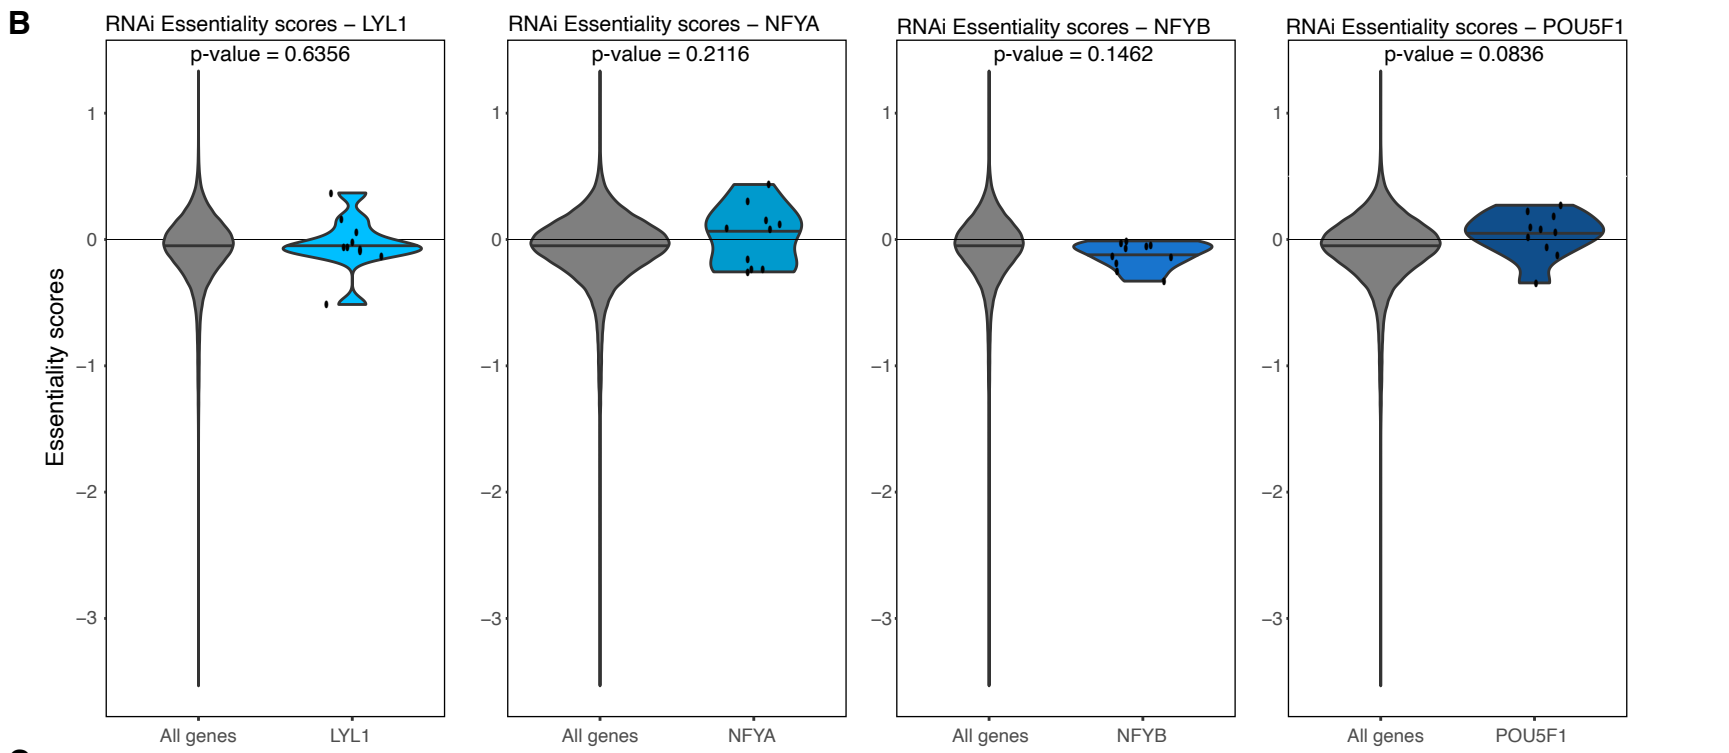 B
RNAi Essentiality scores – LYL1
RNAi Essentiality scores – NFYA
RNAi Essentiality scores – NFYB
RNAi Essentiality scores – POU5F1
p-value = 0.6356
p-value = 0.2116
p-value = 0.1462
p-value = 0.0836
Essentiality scores
1
0
−1
−2
−3
1
0
−1
−2
−3
1
0
−1
−2
−3
1
0
−1
−2
−3
All genes
LYL1
All genes
NFYA
All genes
NFYB
All genes
POU5F1